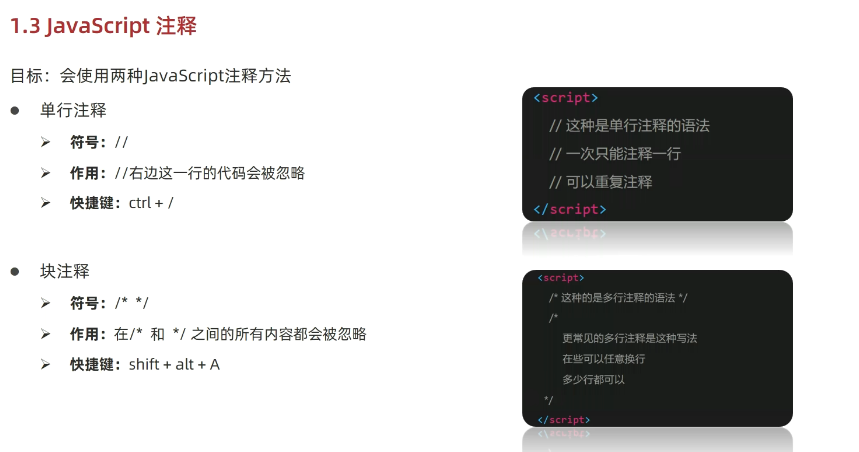 1.3 JavaScript 注释
目标：会使用两种JavaScript注释方法
● 单行注释
➢ 符号：//
➢ 作用：//右边这一行的代码会被忽略
➢ 快捷键：ctrl + /
● 块注释
➢ 符号：/* */
➢ 作用：在/* 和 */ 之间的所有内容都会被忽略
➢ 快捷键：shift + alt + A
<script>
// 这种是单行注释的语法
// 一次只能注释一行
// 可以重复注释
</script>
<script>
/* 这种的是多行注释的语法 */
/*
更常见的多行注释是这种写法
在些可以任意换行
多少行都可以
*/
</script>